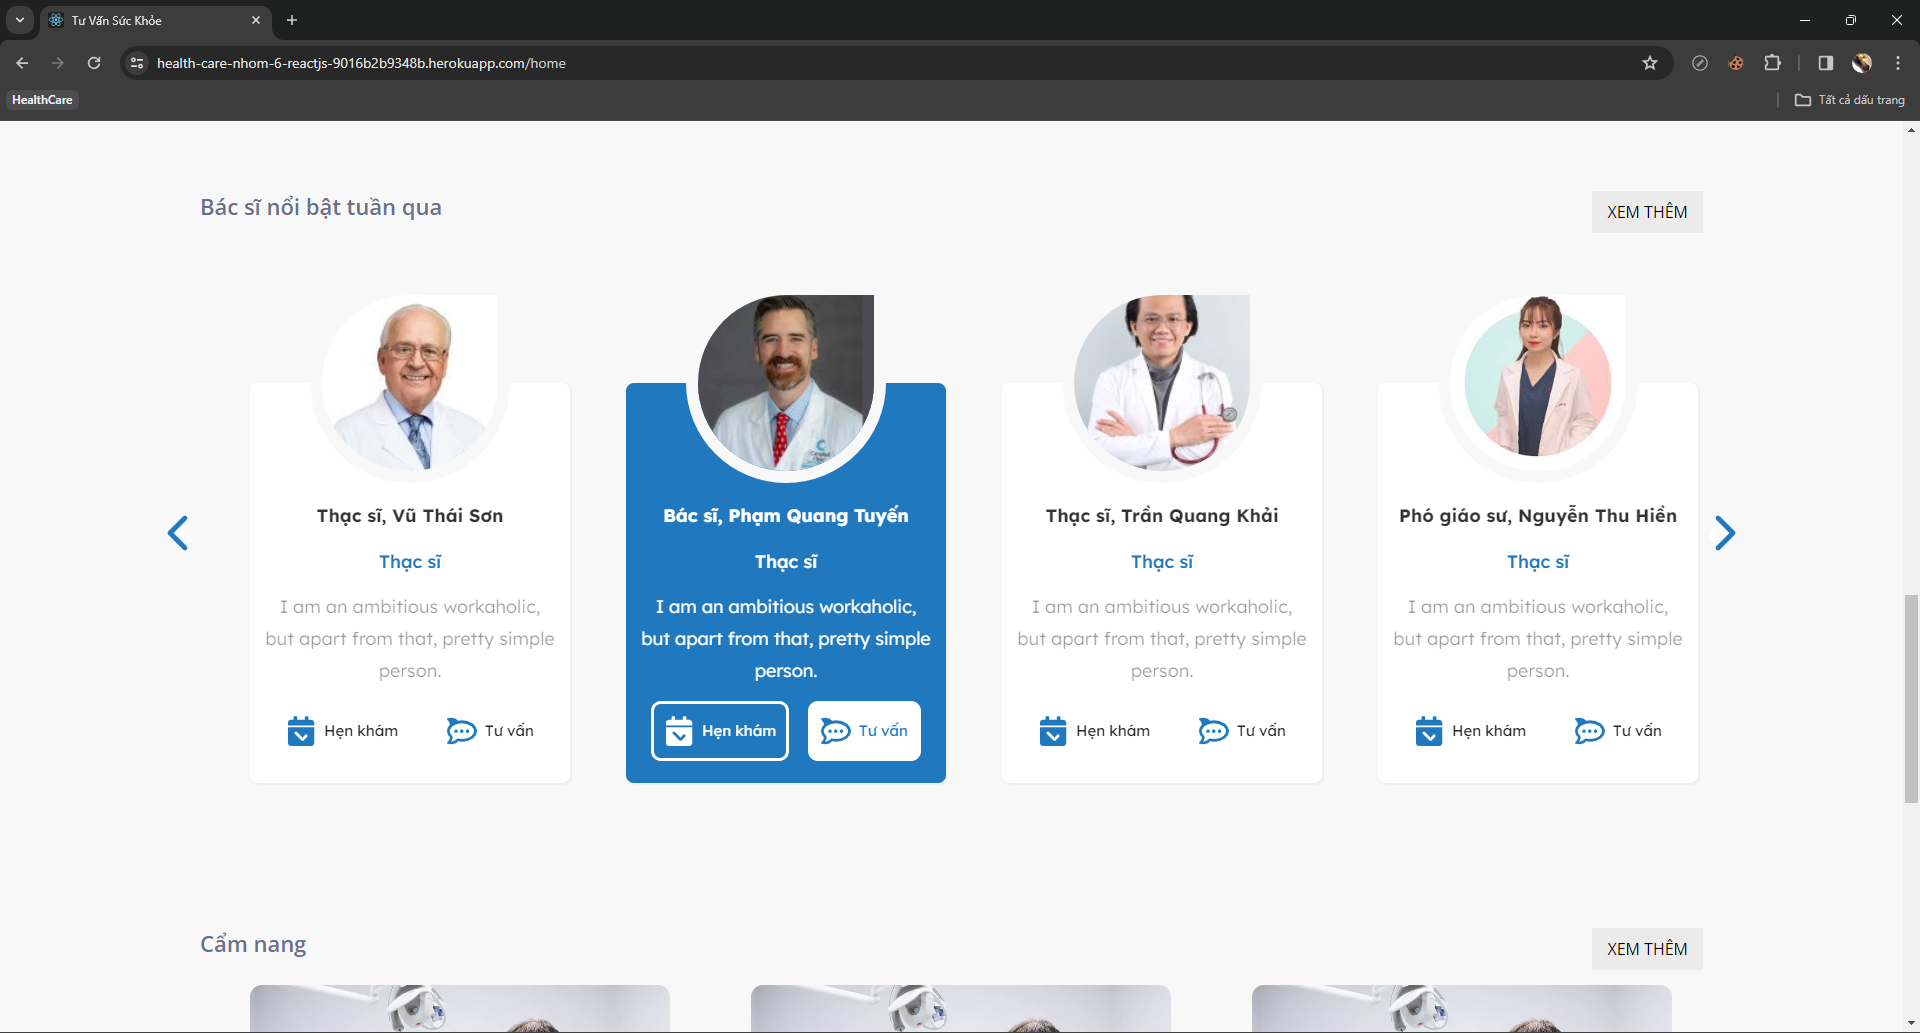 Tư Vấn Sức Khỏe
health-care-nhom-6-reactjs-9016b2b9348b.herokuapp.com/home
HealthCare
Tất cả dấu trang
Bác sĩ nổi bật tuần qua
XEM THÊM
Thạc sĩ, Vũ Thái Sơn
Thạc sĩ
I am an ambitious workaholic,
but apart from that, pretty simple
person.
Hẹn khám
Tư vấn
Bác sĩ, Phạm Quang Tuyến
Thạc sĩ
I am an ambitious workaholic,
but apart from that, pretty simple
person.
Hẹn khám
Tư vấn
Thạc sĩ, Trần Quang Khải
Thạc sĩ
I am an ambitious workaholic,
but apart from that, pretty simple
person.
Hẹn khám
Tư vấn
Phó giáo sư, Nguyễn Thu Hiền
Thạc sĩ
I am an ambitious workaholic,
but apart from that, pretty simple
person.
Hẹn khám
Tư vấn
Cẩm nang
XEM THÊM